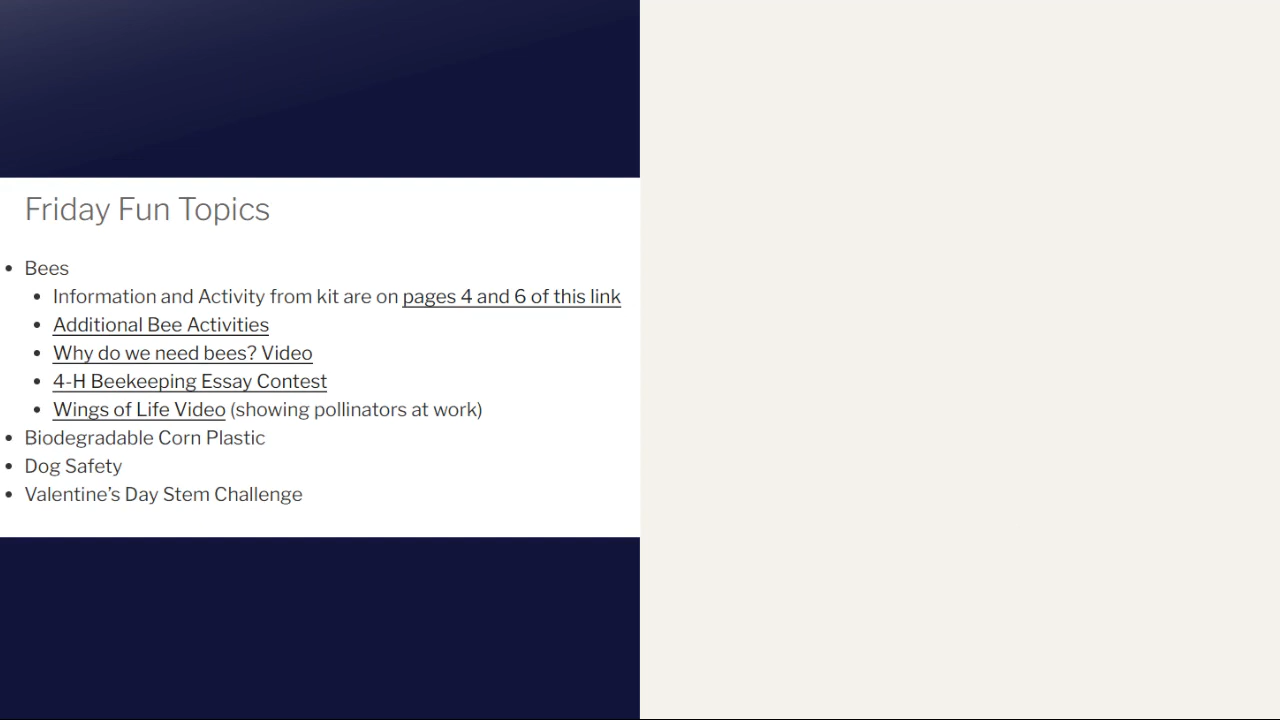 Friday Fun Topics
• Bees
• Information and Activity from kit are on pages 4 and 6 of this link
• Additional Bee Activities
• Why do we need bees? Video
• 4-H Beekeeping Essay Contest
• Wings of Life Video (showing pollinators at work)
• Biodegradable Corn Plastic
• Dog Safety
• Valentine’s Day Stem Challenge